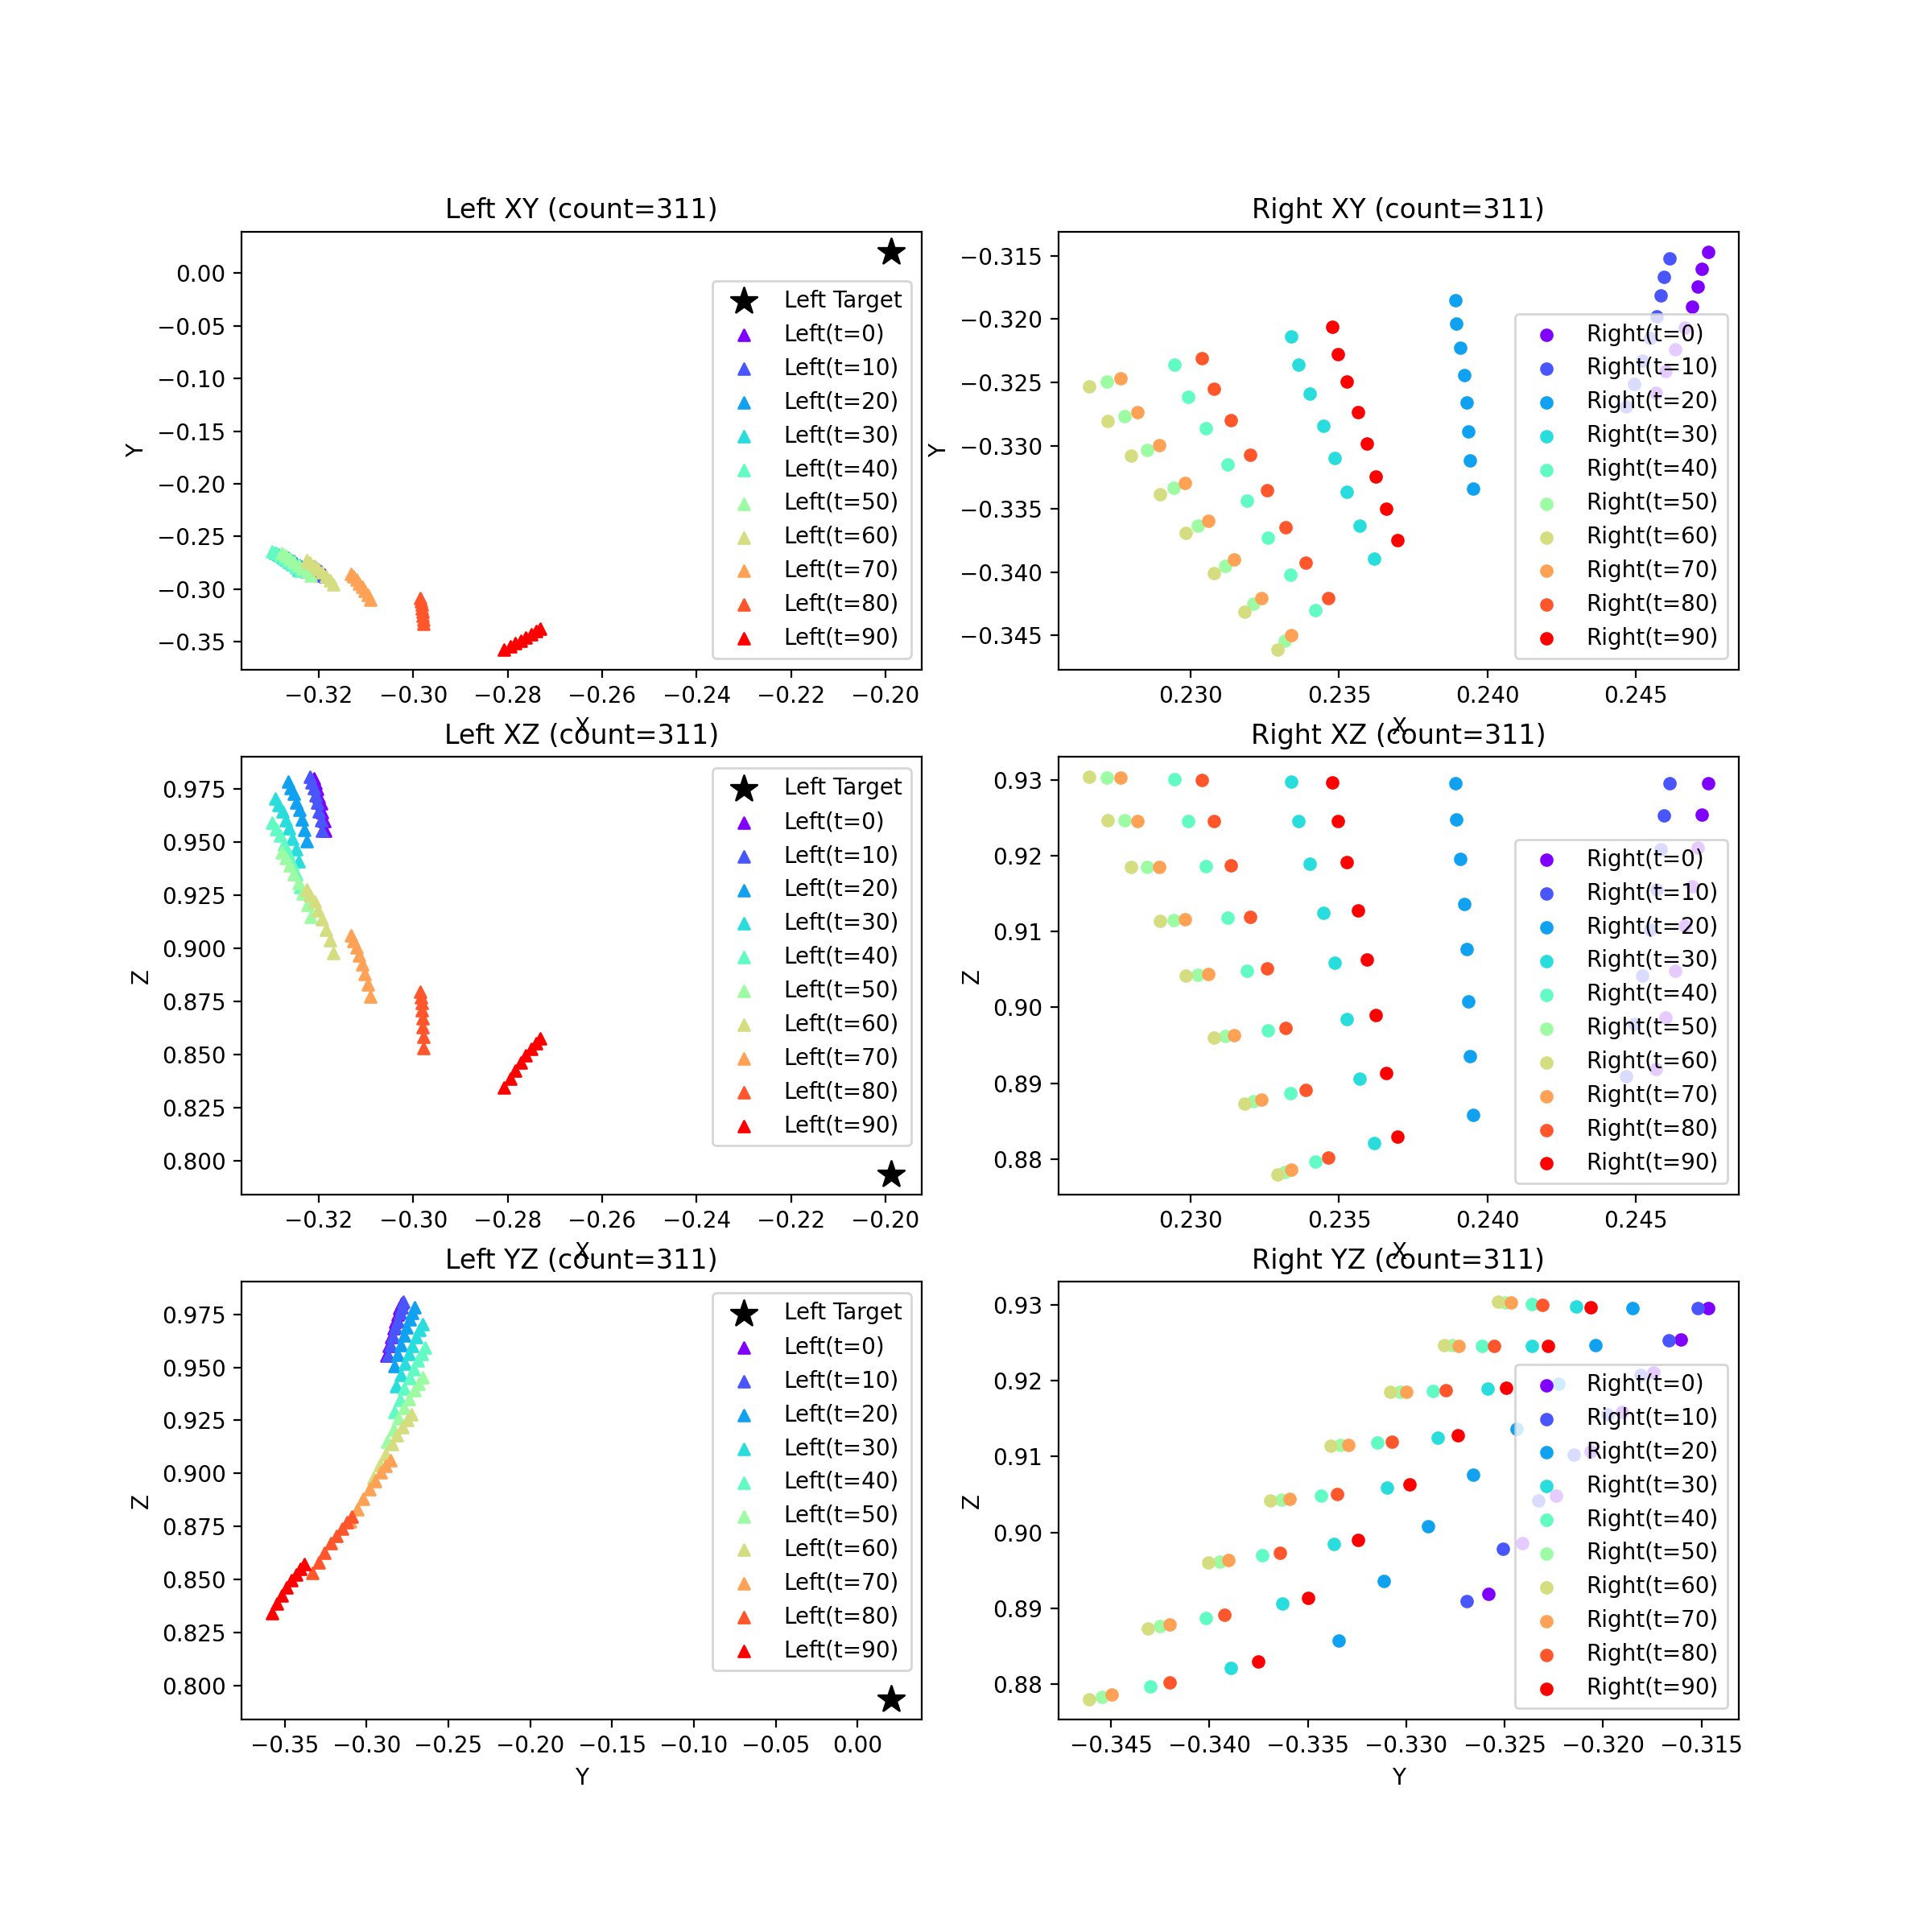 Left XY (count=311)
0.00
−0.05
−0.10
−0.15
−0.20
−0.25
−0.30
−0.35
Y
−0.32 −0.30 −0.28 −0.26 −0.24 −0.22 −0.20
X
Left Target
Left(t=0)
Left(t=10)
Left(t=20)
Left(t=30)
Left(t=40)
Left(t=50)
Left(t=60)
Left(t=70)
Left(t=80)
Left(t=90)
Right XY (count=311)
−0.315
−0.320
−0.325
−0.330
−0.335
−0.340
−0.345
Y
0.230 0.235 0.240 0.245
X
Right(t=0)
Right(t=10)
Right(t=20)
Right(t=30)
Right(t=40)
Right(t=50)
Right(t=60)
Right(t=70)
Right(t=80)
Right(t=90)
Left XZ (count=311)
0.975
0.950
0.925
0.900
0.875
0.850
0.825
0.800
Z
−0.32 −0.30 −0.28 −0.26 −0.24 −0.22 −0.20
X
Left Target
Left(t=0)
Left(t=10)
Left(t=20)
Left(t=30)
Left(t=40)
Left(t=50)
Left(t=60)
Left(t=70)
Left(t=80)
Left(t=90)
Right XZ (count=311)
0.93
0.92
0.91
0.90
0.89
0.88
Z
0.230 0.235 0.240 0.245
X
Right(t=0)
Right(t=10)
Right(t=20)
Right(t=30)
Right(t=40)
Right(t=50)
Right(t=60)
Right(t=70)
Right(t=80)
Right(t=90)
Left YZ (count=311)
0.975
0.950
0.925
0.900
0.875
0.850
0.825
0.800
Z
−0.35 −0.30 −0.25 −0.20 −0.15 −0.10 −0.05 0.00
Y
Left Target
Left(t=0)
Left(t=10)
Left(t=20)
Left(t=30)
Left(t=40)
Left(t=50)
Left(t=60)
Left(t=70)
Left(t=80)
Left(t=90)
Right YZ (count=311)
0.93
0.92
0.91
0.90
0.89
0.88
Z
−0.345 −0.340 −0.335 −0.330 −0.325 −0.320 −0.315
Y
Right(t=0)
Right(t=10)
Right(t=20)
Right(t=30)
Right(t=40)
Right(t=50)
Right(t=60)
Right(t=70)
Right(t=80)
Right(t=90)